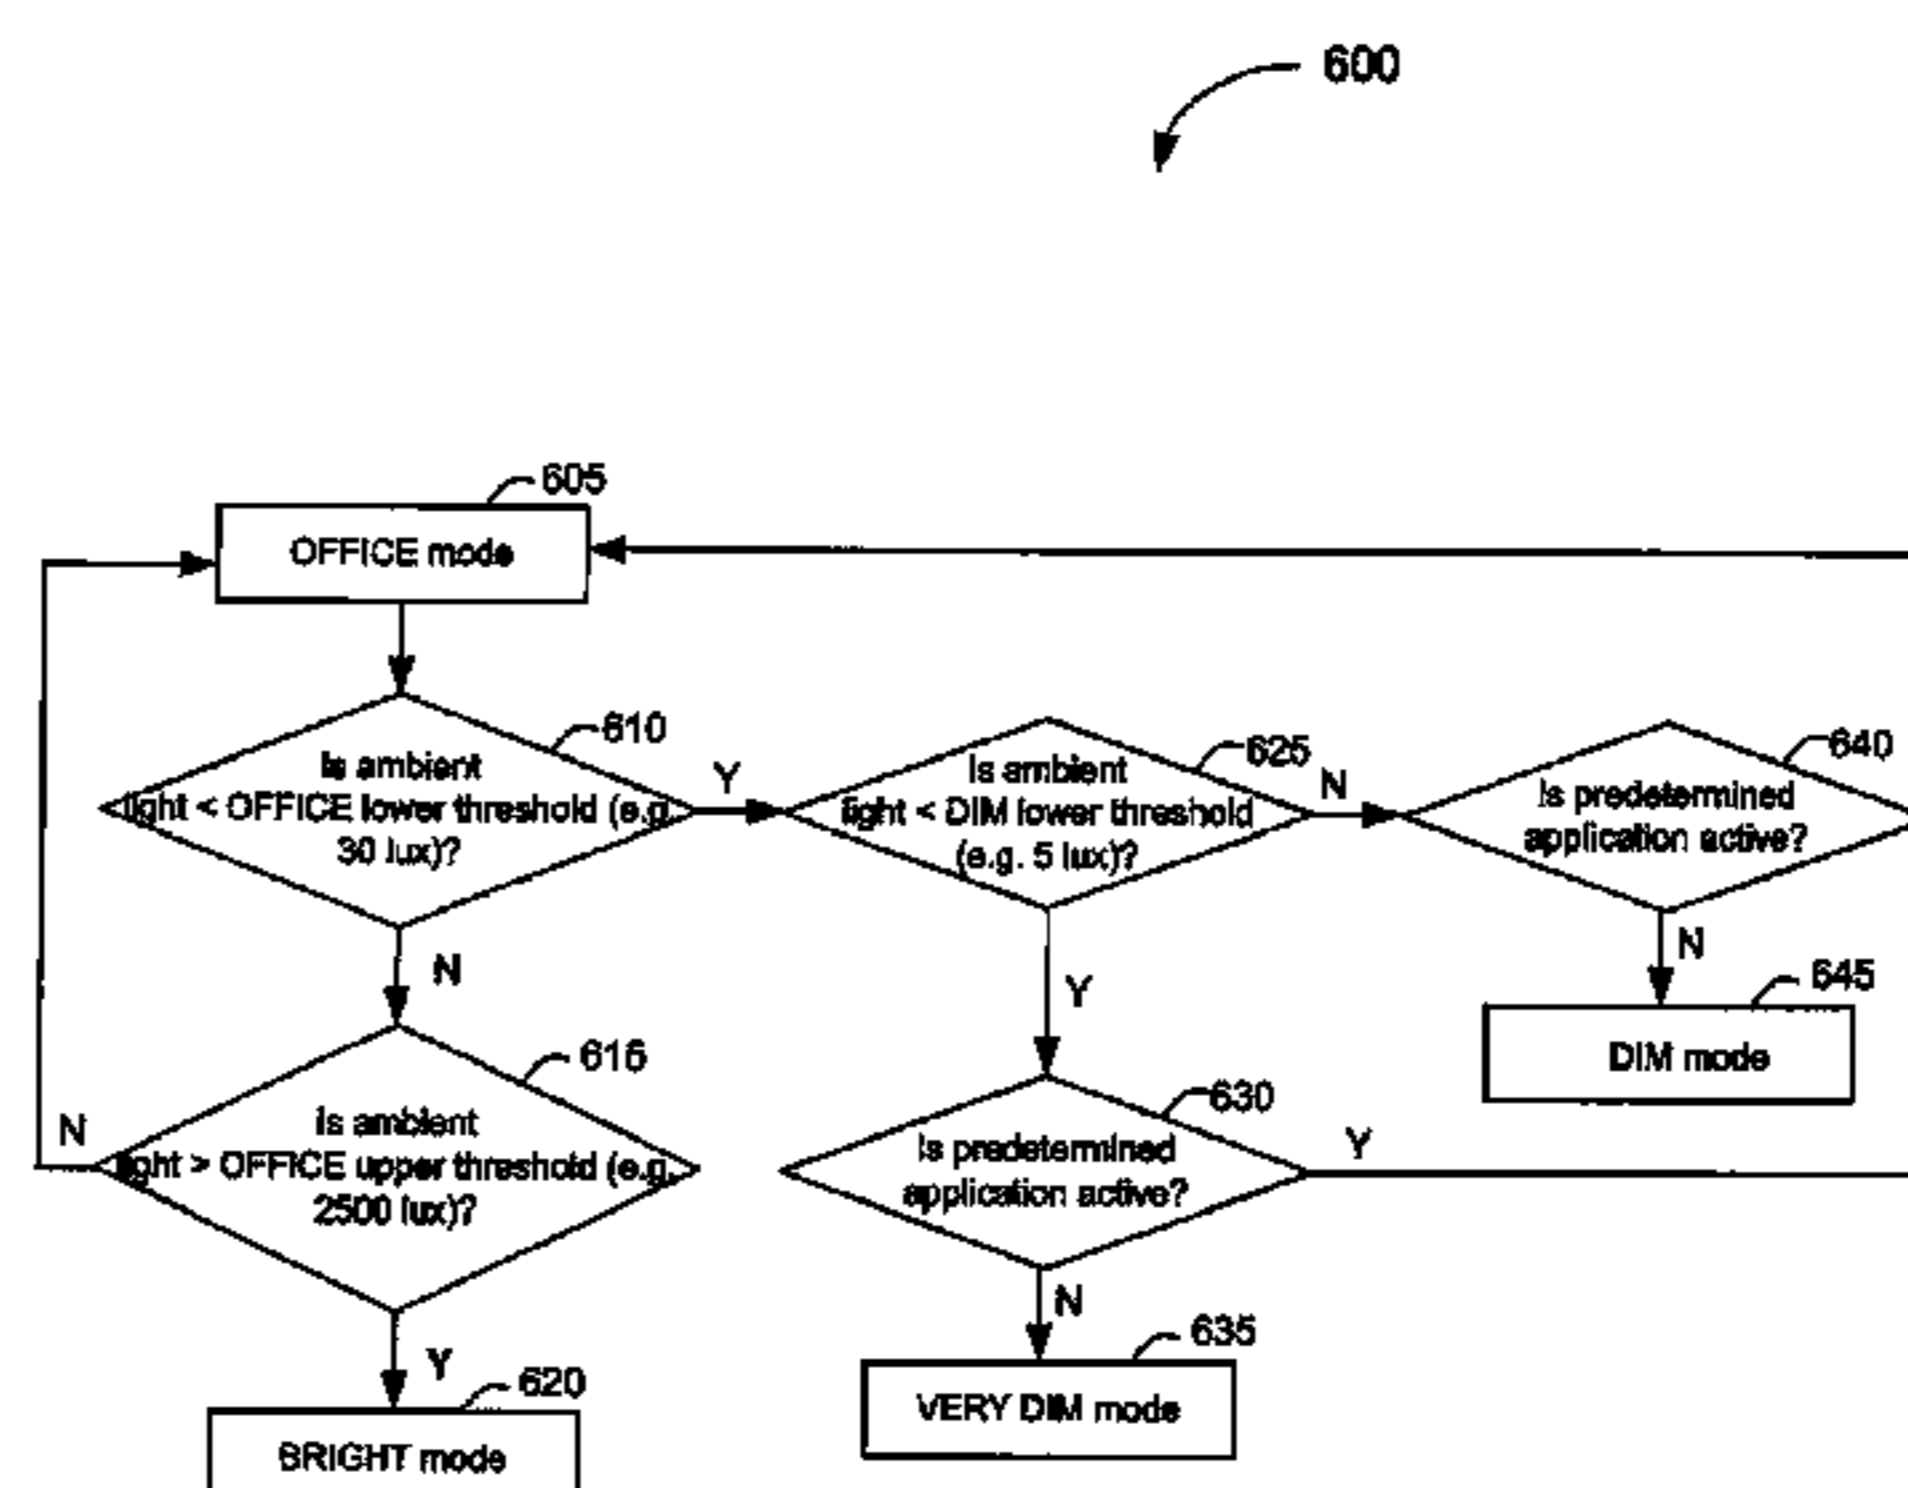 600
605
OFFICE mode
610
Is ambient
light < OFFICE lower threshold (e.g.
30 lux)?
Y
625
Is ambient
light < DIM lower threshold
(e.g. 5 lux)?
N
640
Is predetermined
application active?
N
Y
N
645
DIM mode
615
Is ambient
light > OFFICE upper threshold (e.g.
2500 lux)?
N
630
Is predetermined
application active?
Y
N
Y
635
VERY DIM mode
620
BRIGHT mode